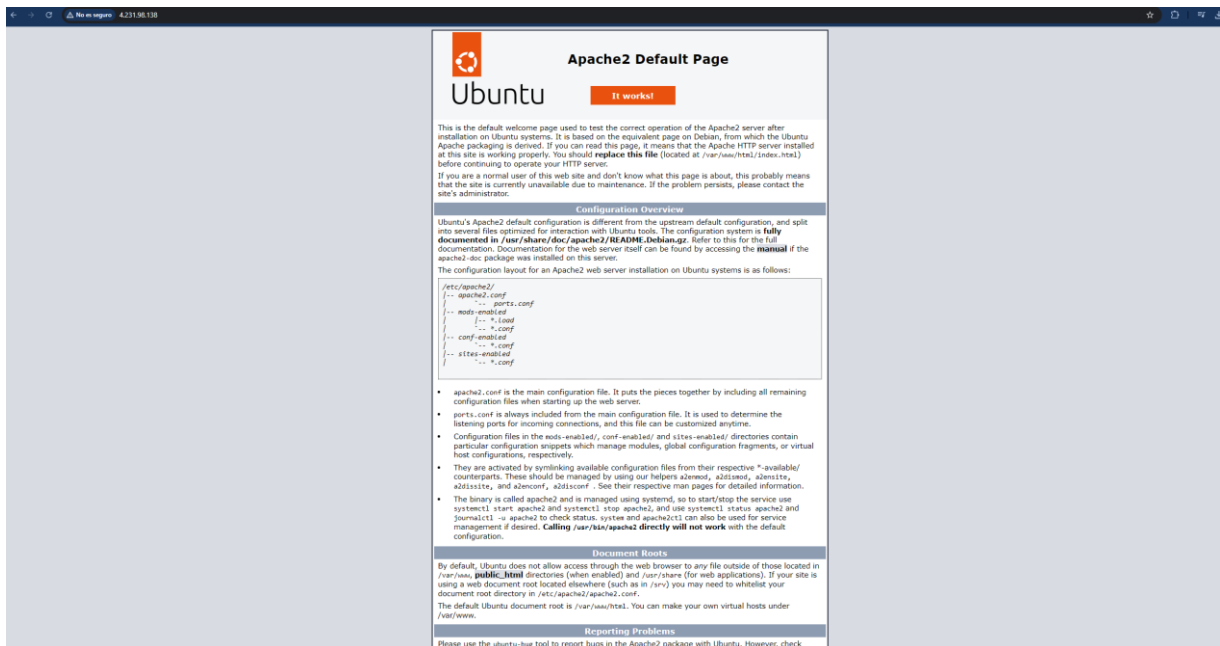 No es seguro 4.231.98.138
Apache2 Default Page
Ubuntu
It works!
This is the default welcome page used to test the correct operation of the Apache2 server after
installation on Ubuntu systems. It is based on the equivalent page on Debian, from which the Ubuntu
Apache packaging is derived. If you can read this page, it means that the Apache HTTP server installed
at this site is working properly. You should replace this file (located at /var/www/html/index.html)
before continuing to operate your HTTP server.
If you are a normal user of this web site and don't know what this page is about, this probably means
that the site is currently unavailable due to maintenance. If the problem persists, please contact the
site's administrator.
Configuration Overview
Ubuntu's Apache2 default configuration is different from the upstream default configuration, and split
into several files optimized for interaction with Ubuntu tools. The configuration system is fully
documented in /usr/share/doc/apache2/README.Debian.gz. Refer to this for the full
documentation. Documentation for the web server itself can be found by accessing the manual if the
apache2-doc package was installed on this server.
The configuration layout for an Apache2 web server installation on Ubuntu systems is as follows:
/etc/apache2/
|-- apache2.conf
|       `--  ports.conf
|-- mods-enabled
|       |-- *.load
|       `-- *.conf
|-- conf-enabled
|       `-- *.conf
|-- sites-enabled
|       `-- *.conf
• apache2.conf is the main configuration file. It puts the pieces together by including all remaining
configuration files when starting up the web server.
• ports.conf is always included from the main configuration file. It is used to determine the
listening ports for incoming connections, and this file can be customized anytime.
• Configuration files in the mods-enabled/, conf-enabled/ and sites-enabled/ directories contain
particular configuration snippets which manage modules, global configuration fragments, or virtual
host configurations, respectively.
• They are activated by symlinking available configuration files from their respective *-available/
counterparts. These should be managed by using our helpers a2enmod, a2dismod, a2ensite,
a2dissite, and a2enconf, a2disconf . See their respective man pages for detailed information.
• The binary is called apache2 and is managed using systemd, so to start/stop the service use
systemctl start apache2 and systemctl stop apache2, and use systemctl status apache2 and
journalctl -u apache2 to check status. system and apache2ctl can also be used for service
management if desired. Calling /usr/bin/apache2 directly will not work with the default
configuration.
Document Roots
By default, Ubuntu does not allow access through the web browser to any file outside of those located in
/var/www, public_html directories (when enabled) and /usr/share (for web applications). If your site is
using a web document root located elsewhere (such as in /srv) you may need to whitelist your
document root directory in /etc/apache2/apache2.conf.
The default Ubuntu document root is /var/www/html. You can make your own virtual hosts under
/var/www.
Reporting Problems
Please use the ubuntu-bug tool to report bugs in the Apache2 package with Ubuntu. However, check